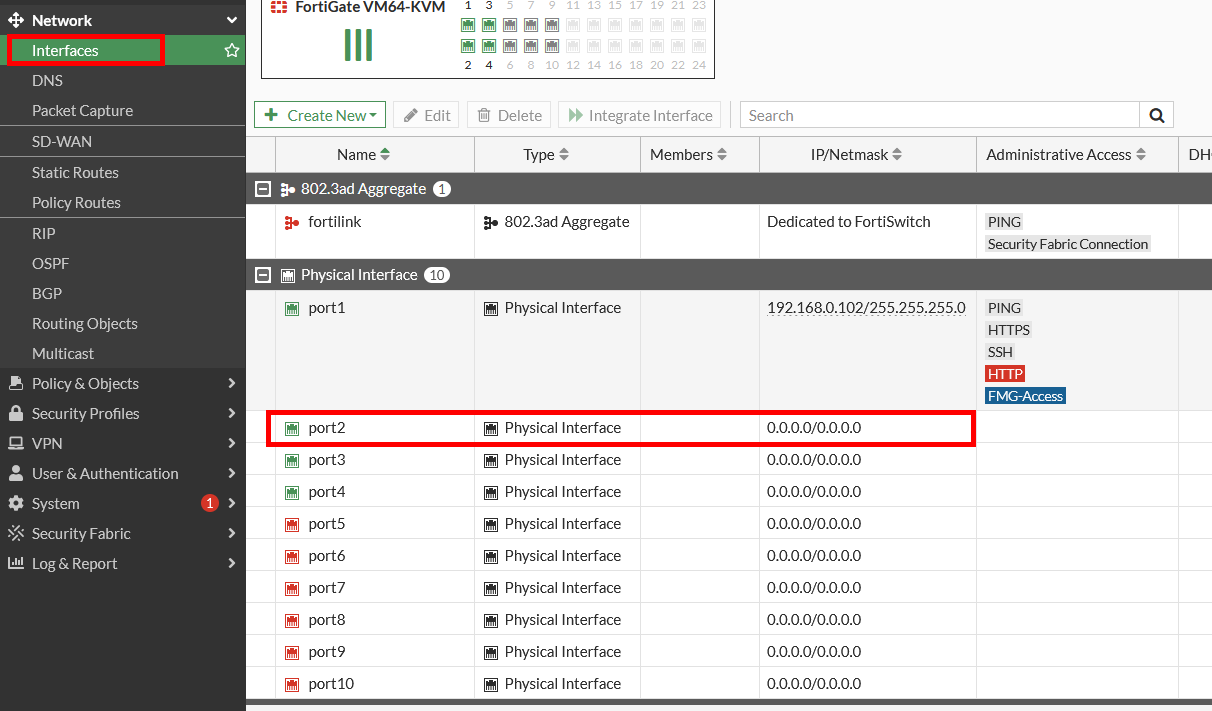 Network
Interfaces
DNS
Packet Capture
SD-WAN
Static Routes
Policy Routes
RIP
OSPF
BGP
Routing Objects
Multicast
Policy & Objects
Security Profiles
VPN
User & Authentication
System 1
Security Fabric
Log & Report
FortiGate VM64-KVM
1 3 5 7 9 11 13 15 17 19 21 23
2 4 6 8 10 12 14 16 18 20 22 24
Create New Edit Delete Integrate Interface Search
Name Type Members IP/Netmask Administrative Access DH
802.3ad Aggregate 1
fortilink 802.3ad Aggregate Dedicated to FortiSwitch PING
Security Fabric Connection
Physical Interface 10
port1 Physical Interface 192.168.0.102/255.255.255.0 PING
HTTPS
SSH
HTTP
FMG-Access
port2 Physical Interface 0.0.0.0/0.0.0.0
port3 Physical Interface 0.0.0.0/0.0.0.0
port4 Physical Interface 0.0.0.0/0.0.0.0
port5 Physical Interface 0.0.0.0/0.0.0.0
port6 Physical Interface 0.0.0.0/0.0.0.0
port7 Physical Interface 0.0.0.0/0.0.0.0
port8 Physical Interface 0.0.0.0/0.0.0.0
port9 Physical Interface 0.0.0.0/0.0.0.0
port10 Physical Interface 0.0.0.0/0.0.0.0